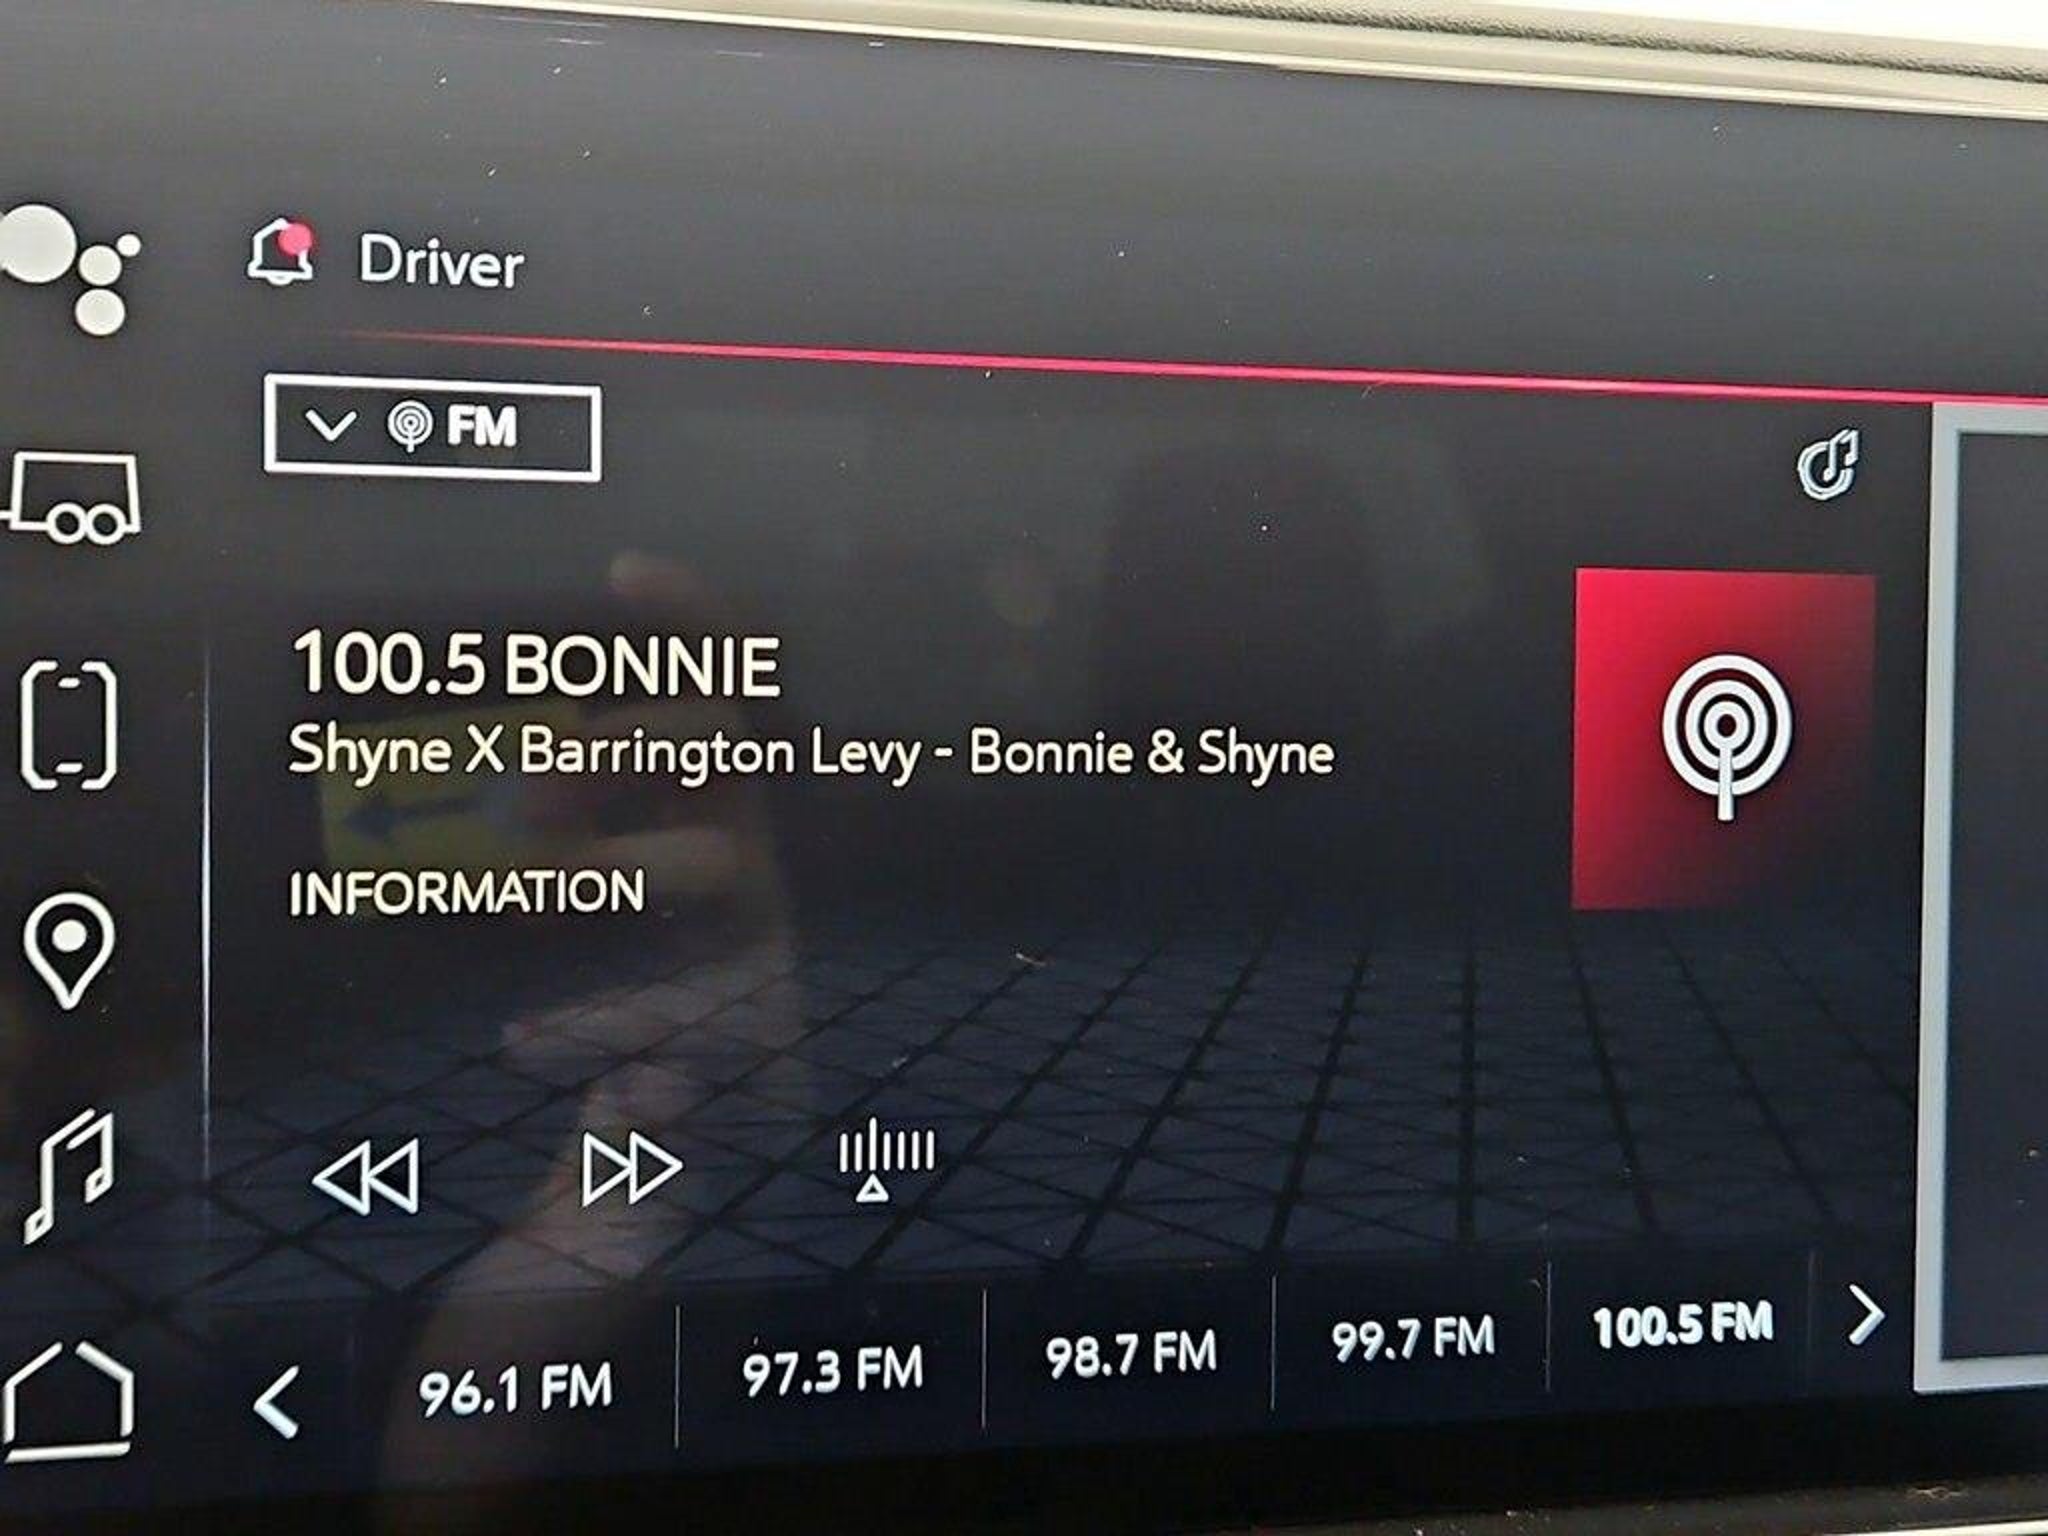 Driver
FM
100.5 BONNIE
Shyne X Barrington Levy - Bonnie & Shyne
INFORMATION
96.1 FM
97.3 FM
98.7 FM
99.7 FM
100.5 FM